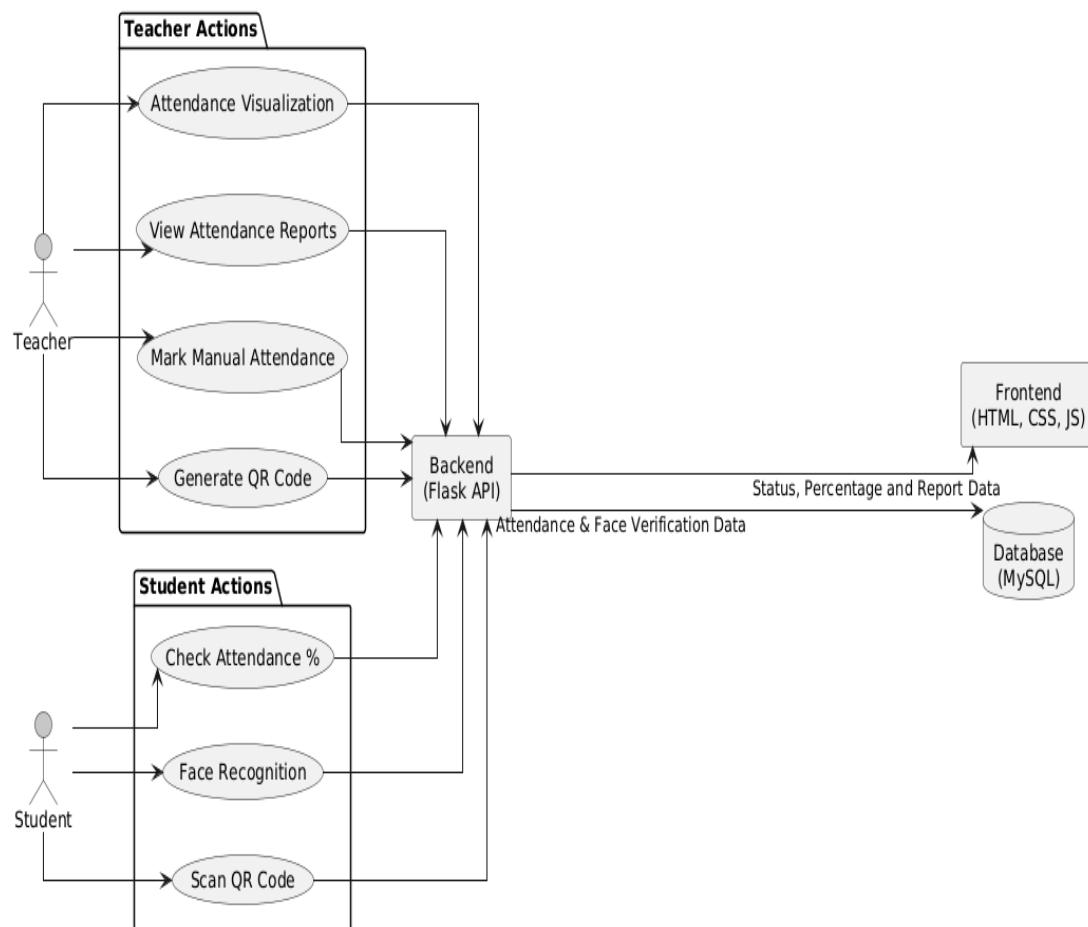 Teacher Actions
Attendance Visualization
View Attendance Reports
Teacher
Mark Manual Attendance
Generate QR Code
Backend
(Flask API)
Frontend
(HTML, CSS, JS)
Status, Percentage and Report Data
Attendance & Face Verification Data
Database
(MySQL)
Student Actions
Check Attendance %
Face Recognition
Student
Scan QR Code